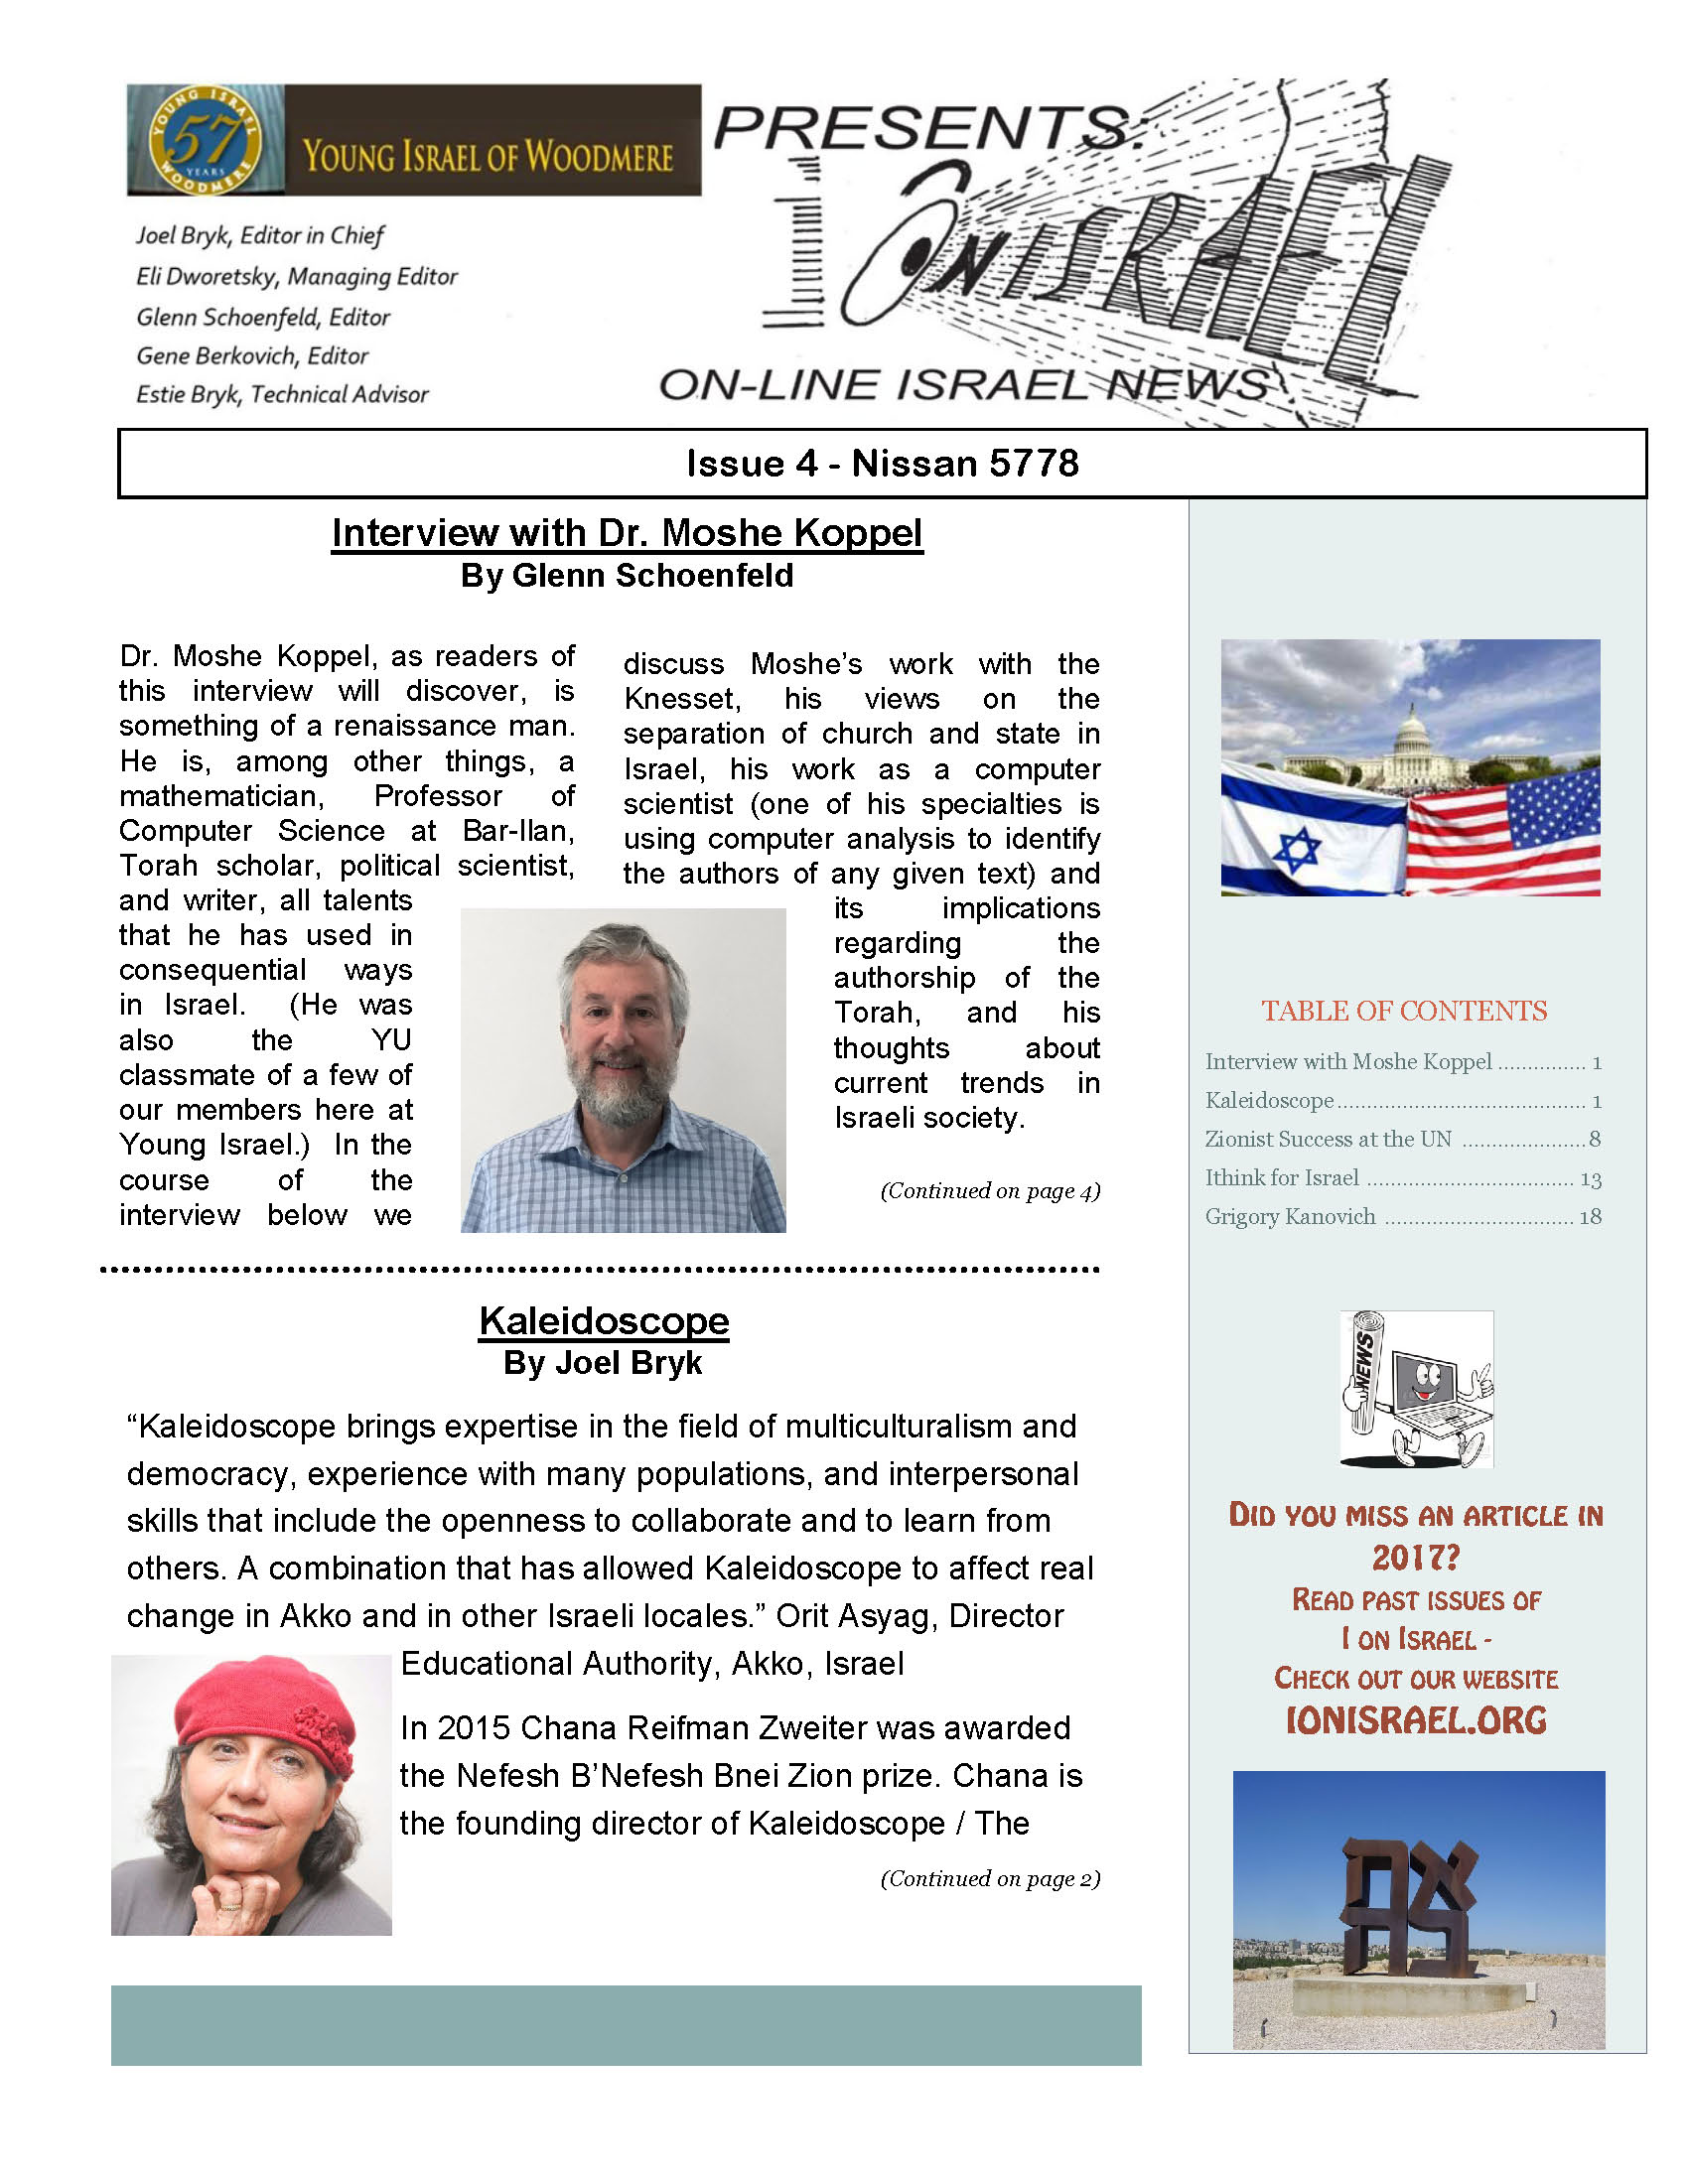 YOUNG ISRAEL
57
YEARS
WOODMERE
YOUNG ISRAEL OF WOODMERE
PRESENTS:
I ON ISRAEL
ON-LINE ISRAEL NEWS
Joel Bryk, Editor in Chief
Eli Dworetsky, Managing Editor
Glenn Schoenfeld, Editor
Gene Berkovich, Editor
Estie Bryk, Technical Advisor
Issue 4 - Nissan 5778
Interview with Dr. Moshe Koppel
By Glenn Schoenfeld
Dr. Moshe Koppel, as readers of
this interview will discover, is
something of a renaissance man.
He is, among other things, a
mathematician, Professor of
Computer Science at Bar-Ilan,
Torah scholar, political scientist,
and writer, all talents
that he has used in
consequential ways
in Israel. (He was
also the YU
classmate of a few of
our members here at
Young Israel.) In the
course of the
interview below we
discuss Moshe’s work with the
Knesset, his views on the
separation of church and state in
Israel, his work as a computer
scientist (one of his specialties is
using computer analysis to identify
the authors of any given text) and
its implications
regarding the
authorship of the
Torah, and his
thoughts about
current trends in
Israeli society.
(Continued on page 4)
Kaleidoscope
By Joel Bryk
“Kaleidoscope brings expertise in the field of multiculturalism and
democracy, experience with many populations, and interpersonal
skills that include the openness to collaborate and to learn from
others. A combination that has allowed Kaleidoscope to affect real
change in Akko and in other Israeli locales.” Orit Asyag, Director
Educational Authority, Akko, Israel
In 2015 Chana Reifman Zweiter was awarded
the Nefesh B’Nefesh Bnei Zion prize. Chana is
the founding director of Kaleidoscope / The
(Continued on page 2)
TABLE OF CONTENTS
Interview with Moshe Koppel ............... 1
Kaleidoscope.......................................... 1
Zionist Success at the UN .....................8
Ithink for Israel ................................... 13
Grigory Kanovich ................................ 18
NEWS
DID YOU MISS AN ARTICLE IN
2017?
READ PAST ISSUES OF
I ON ISRAEL -
CHECK OUT OUR WEBSITE
IONISRAEL.ORG
אהבה